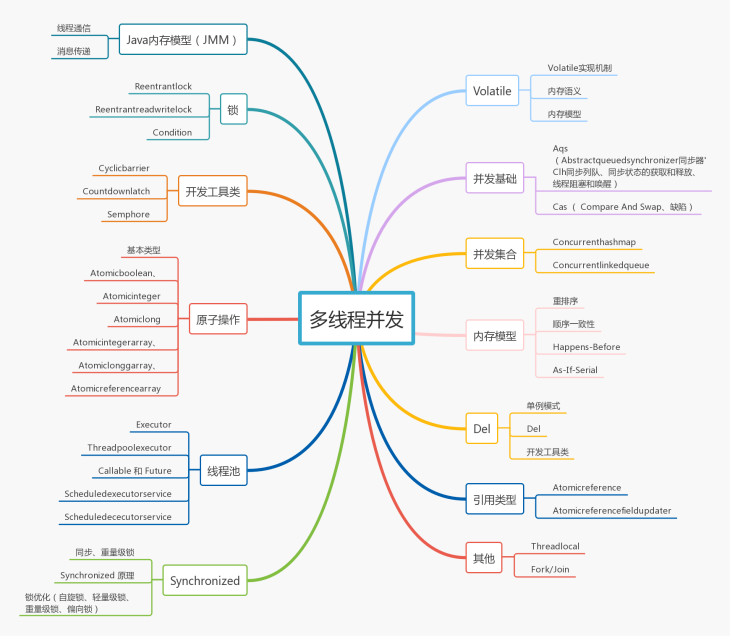 多线程并发
Java内存模型（JMM）
线程通信
消息传递
锁
Reentrantlock
Reentrantreadwritelock
Condition
开发工具类
Cyclicbarrier
Countdownlatch
Semphore
原子操作
基本类型
Atomicboolean、
Atomicinteger
Atomiclong
Atomicintegerarray、
Atomiclonggarray、
Atomicreferencearray
线程池
Executor
Threadpoolexecutor
Callable 和 Future
Scheduledexecutorservice
Scheduledececutorservice
Synchronized
同步、重量级锁
Synchronized 原理
锁优化（自旋锁、轻量级锁、
重量级锁、偏向锁）
Volatile
Volatile实现机制
内存语义
内存模型
并发基础
Aqs
（Abstractqueuedsynchronizer同步器'
Clh同步列队、同步状态的获取和释放、
线程阻塞和唤醒）
Cas（ Compare And Swap、缺陷）
并发集合
Concurrenthashmap
Concurrentlinkedqueue
内存模型
重排序
顺序一致性
Happens-Before
As-If-Serial
Del
单例模式
Del
开发工具类
引用类型
Atomicreference
Atomicreferencefieldupdater
其他
Threadlocal
Fork/Join